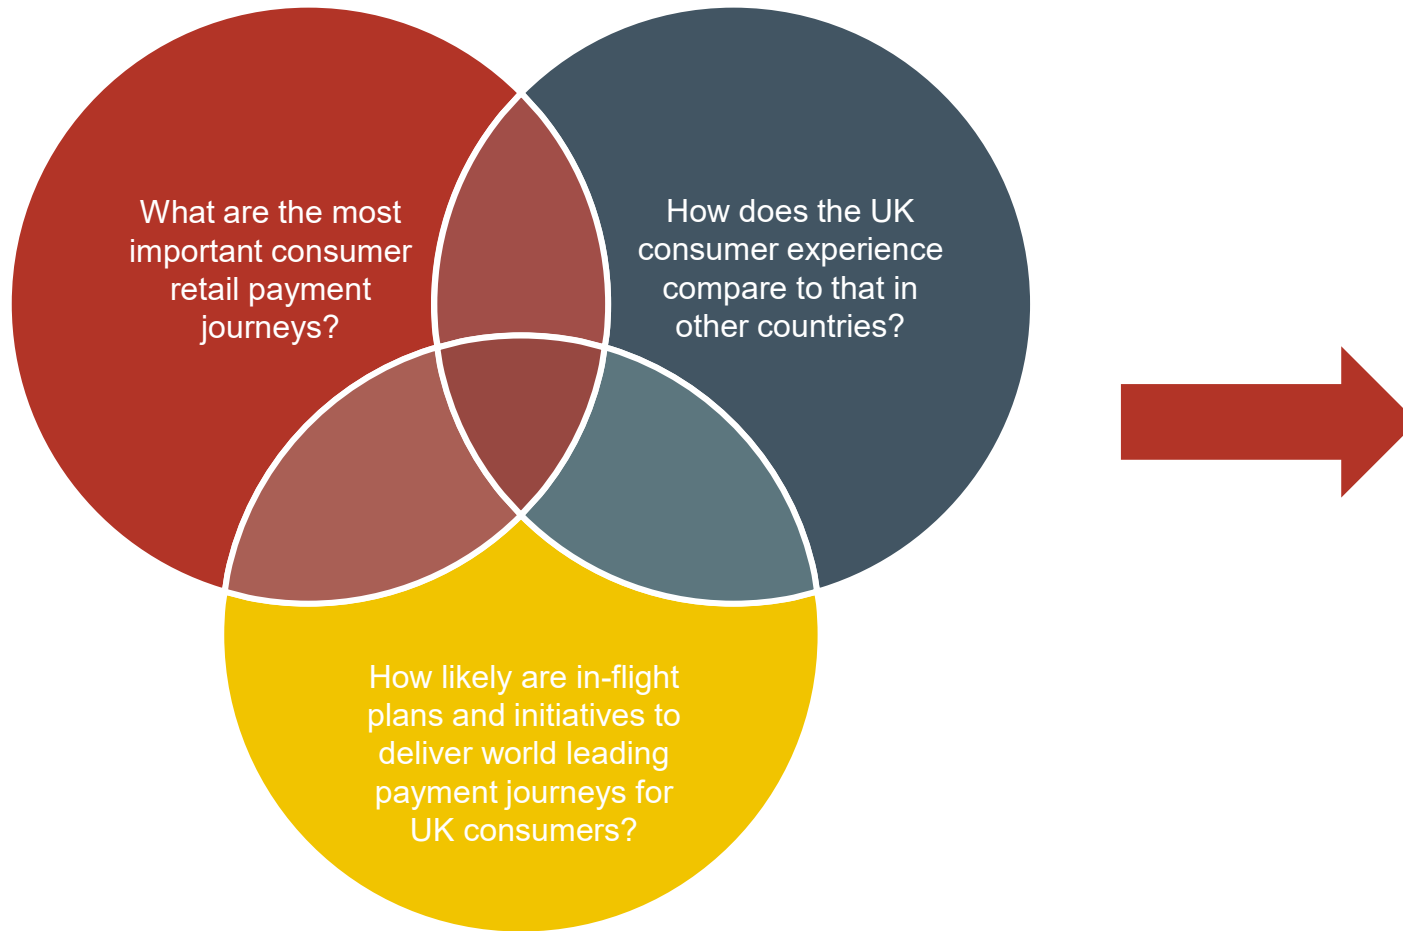 What are the most
important consumer
retail payment
journeys?
How does the UK
consumer experience
compare to that in
other countries?
How likely are in-flight
plans and initiatives to
deliver world leading
payment journeys for
UK consumers?